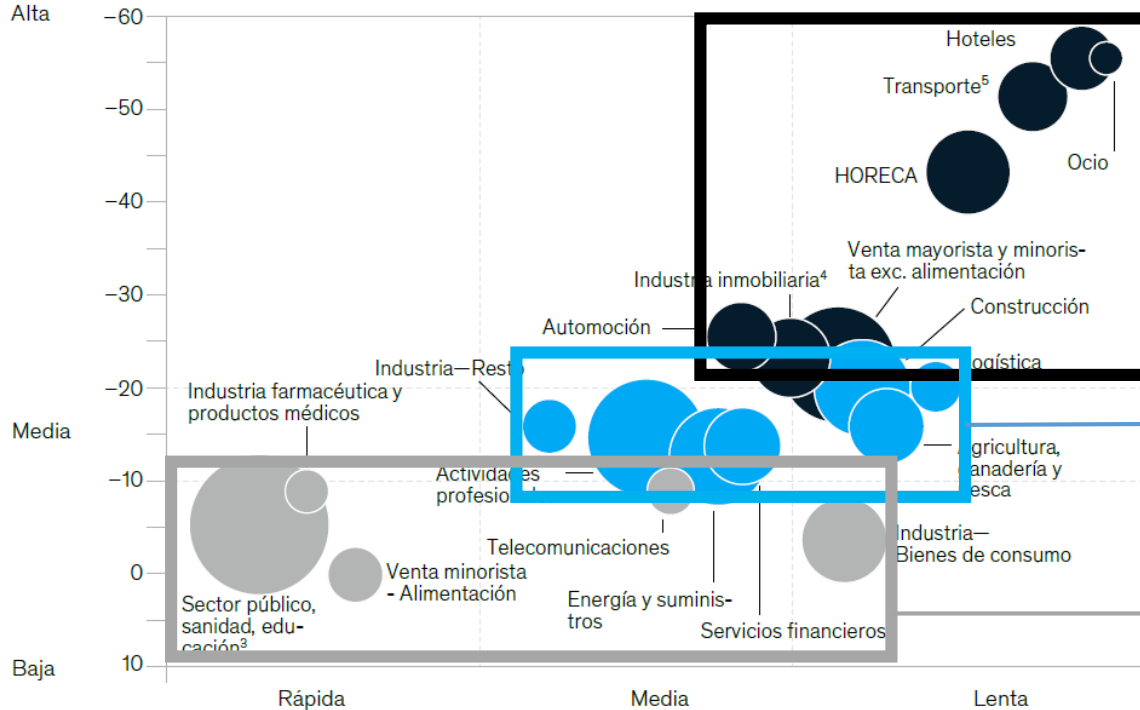 Alta
–60
–50
–40
–30
–20
Media
–10
0
10
Baja
Hoteles
Transporte⁵
Ocio
HORECA
Venta mayorista y minoris-
ta exc. alimentación
Industria inmobiliaria⁴
Construcción
Automoción
Logística
Industria—Resto
Industria farmacéutica y
productos médicos
Agricultura,
ganadería y
pesca
Actividades
Telecomunicaciones
Industria—
Bienes de consumo
Venta minorista
- Alimentación
Energía y suminis-
tros
Sector público,
sanidad, edu-
cación³
Servicios financieros
Rápida
Media
Lenta